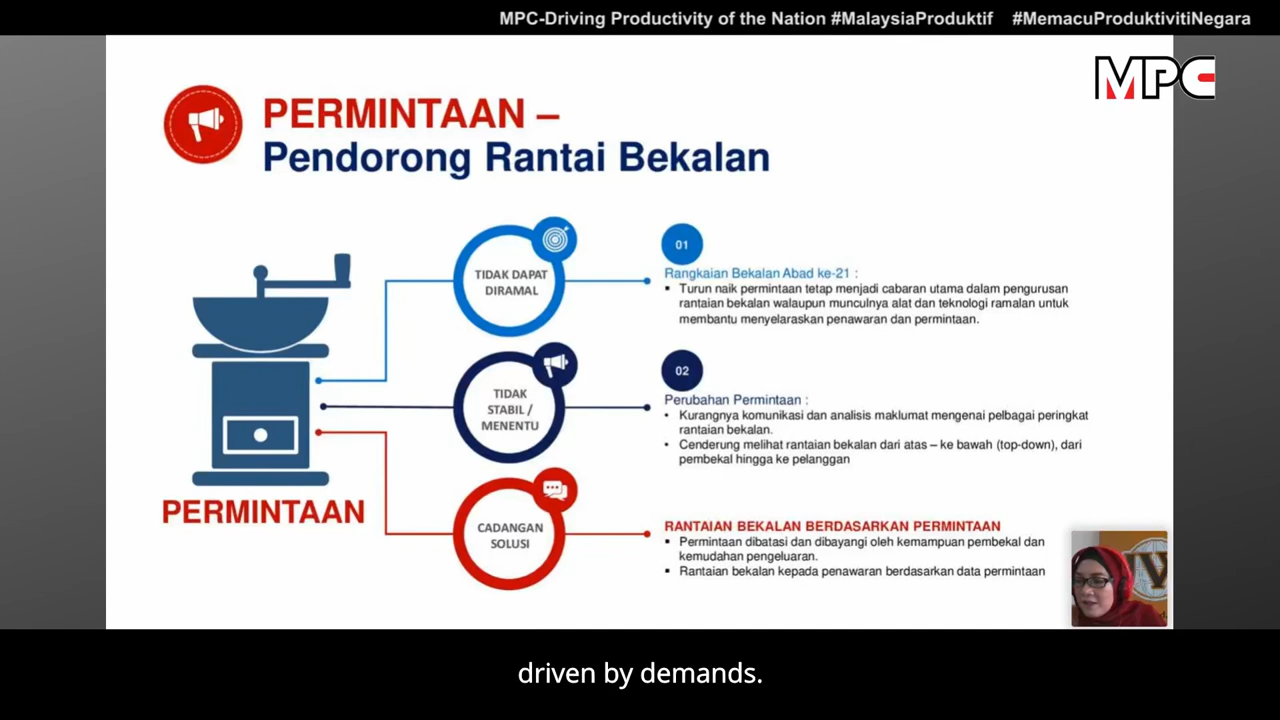 MPC-Driving Productivity of the Nation #MalaysiaProduktif #MemacuProduktivitiNegara
MPC
PERMINTAAN –
Pendorong Rantai Bekalan
TIDAK DAPAT
DIRAMAL
01
Rangkaian Bekalan Abad ke-21 :
▪ Turun naik permintaan tetap menjadi cabaran utama dalam pengurusan
rantaian bekalan walaupun munculnya alat dan teknologi ramalan untuk
membantu menyelaraskan penawaran dan permintaan.
TIDAK
STABIL /
MENENTU
02
Perubahan Permintaan :
• Kurangnya komunikasi dan analisis maklumat mengenai pelbagai peringkat
rantaian bekalan.
• Cenderung melihat rantaian bekalan dari atas – ke bawah (top-down), dari
pembekal hingga ke pelanggan
PERMINTAAN
CADANGAN
SOLUSI
RANTAIAN BEKALAN BERDASARKAN PERMINTAAN
▪ Permintaan dibatasi dan dibayangi oleh kemampuan pembekal dan
kemudahan pengeluaran.
▪ Rantaian bekalan kepada penawaran berdasarkan data permintaan
driven by demands.